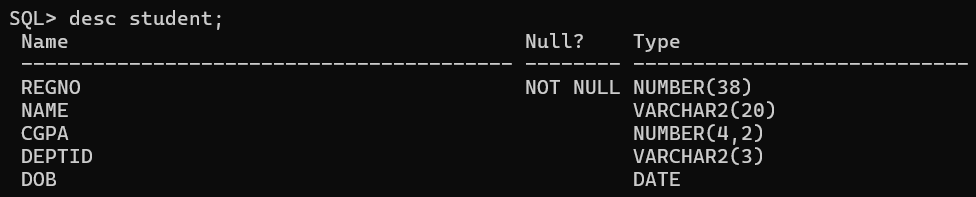 SQL> desc student;
Name Null? Type
----------------------------------------- -------- ----------------------------
REGNO NOT NULL NUMBER(38)
NAME VARCHAR2(20)
CGPA NUMBER(4,2)
DEPTID VARCHAR2(3)
DOB DATE